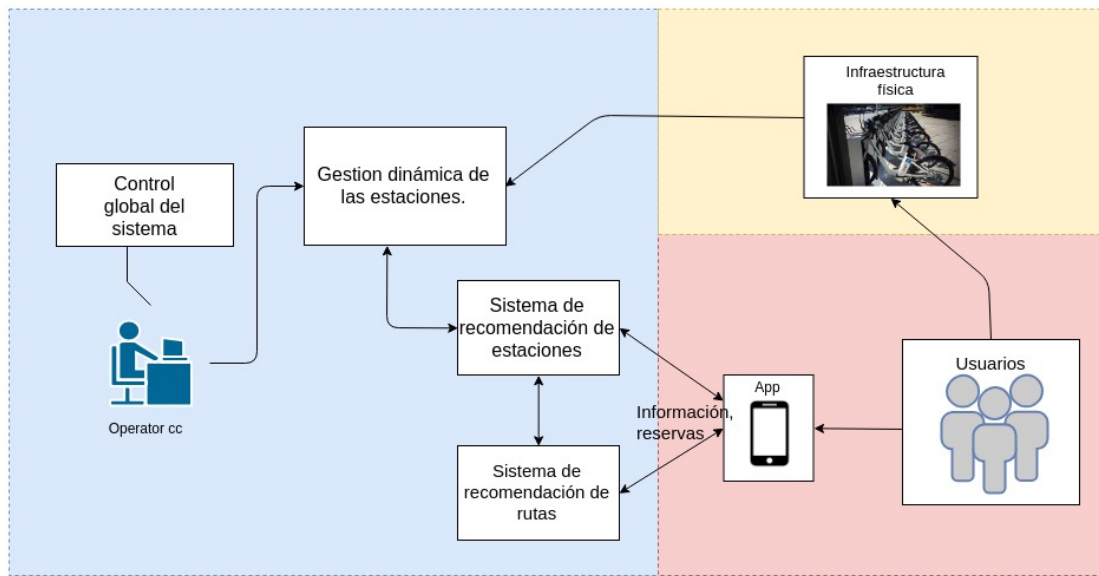 Infraestructura
física
Gestion dinámica de
las estaciones.
Control
global del
sistema
Sistema de
recomendación de
estaciones
Usuarios
App
Información,
reservas
Operator cc
Sistema de
recomendación de
rutas